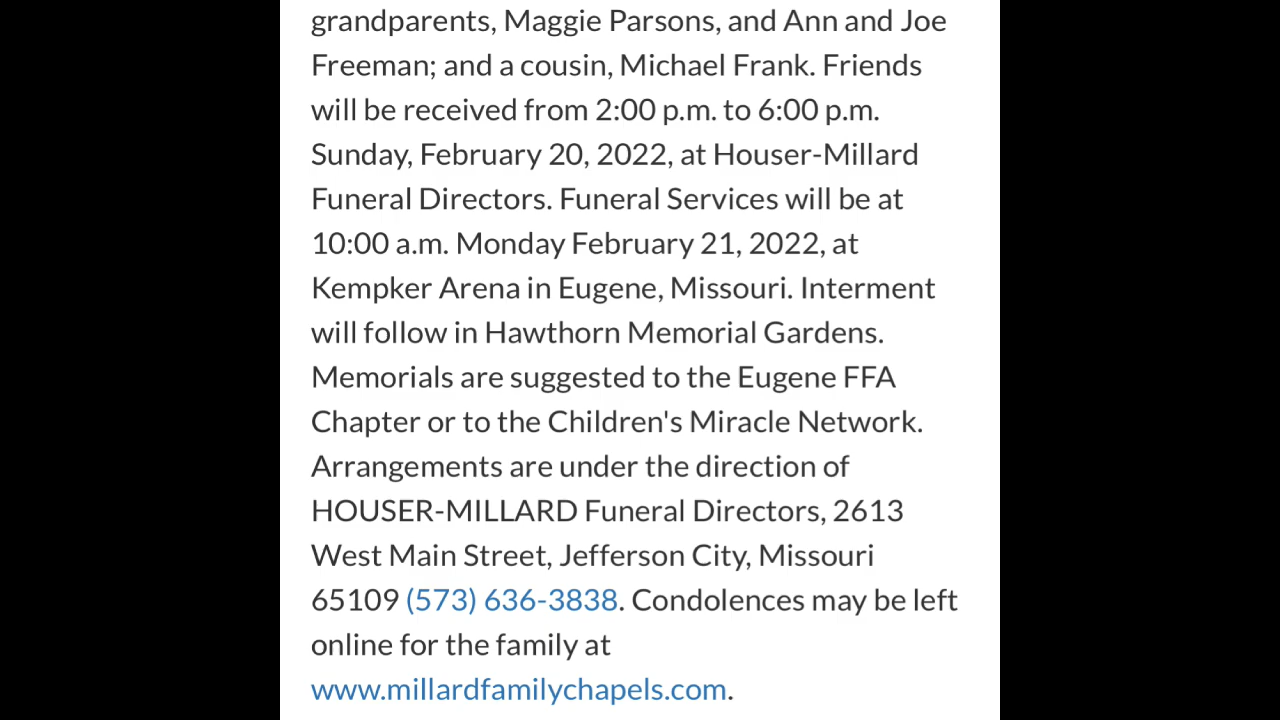 grandparents, Maggie Parsons, and Ann and Joe
Freeman; and a cousin, Michael Frank. Friends
will be received from 2:00 p.m. to 6:00 p.m.
Sunday, February 20, 2022, at Houser-Millard
Funeral Directors. Funeral Services will be at
10:00 a.m. Monday February 21, 2022, at
Kempker Arena in Eugene, Missouri. Interment
will follow in Hawthorn Memorial Gardens.
Memorials are suggested to the Eugene FFA
Chapter or to the Children's Miracle Network.
Arrangements are under the direction of
HOUSER-MILLARD Funeral Directors, 2613
West Main Street, Jefferson City, Missouri
65109 (573) 636-3838. Condolences may be left
online for the family at
www.millardfamilychapels.com.